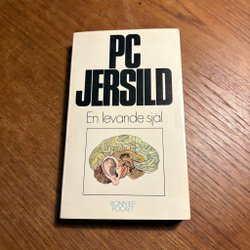 PC
JERSILD
En levande själ
BONNIER
POCKET